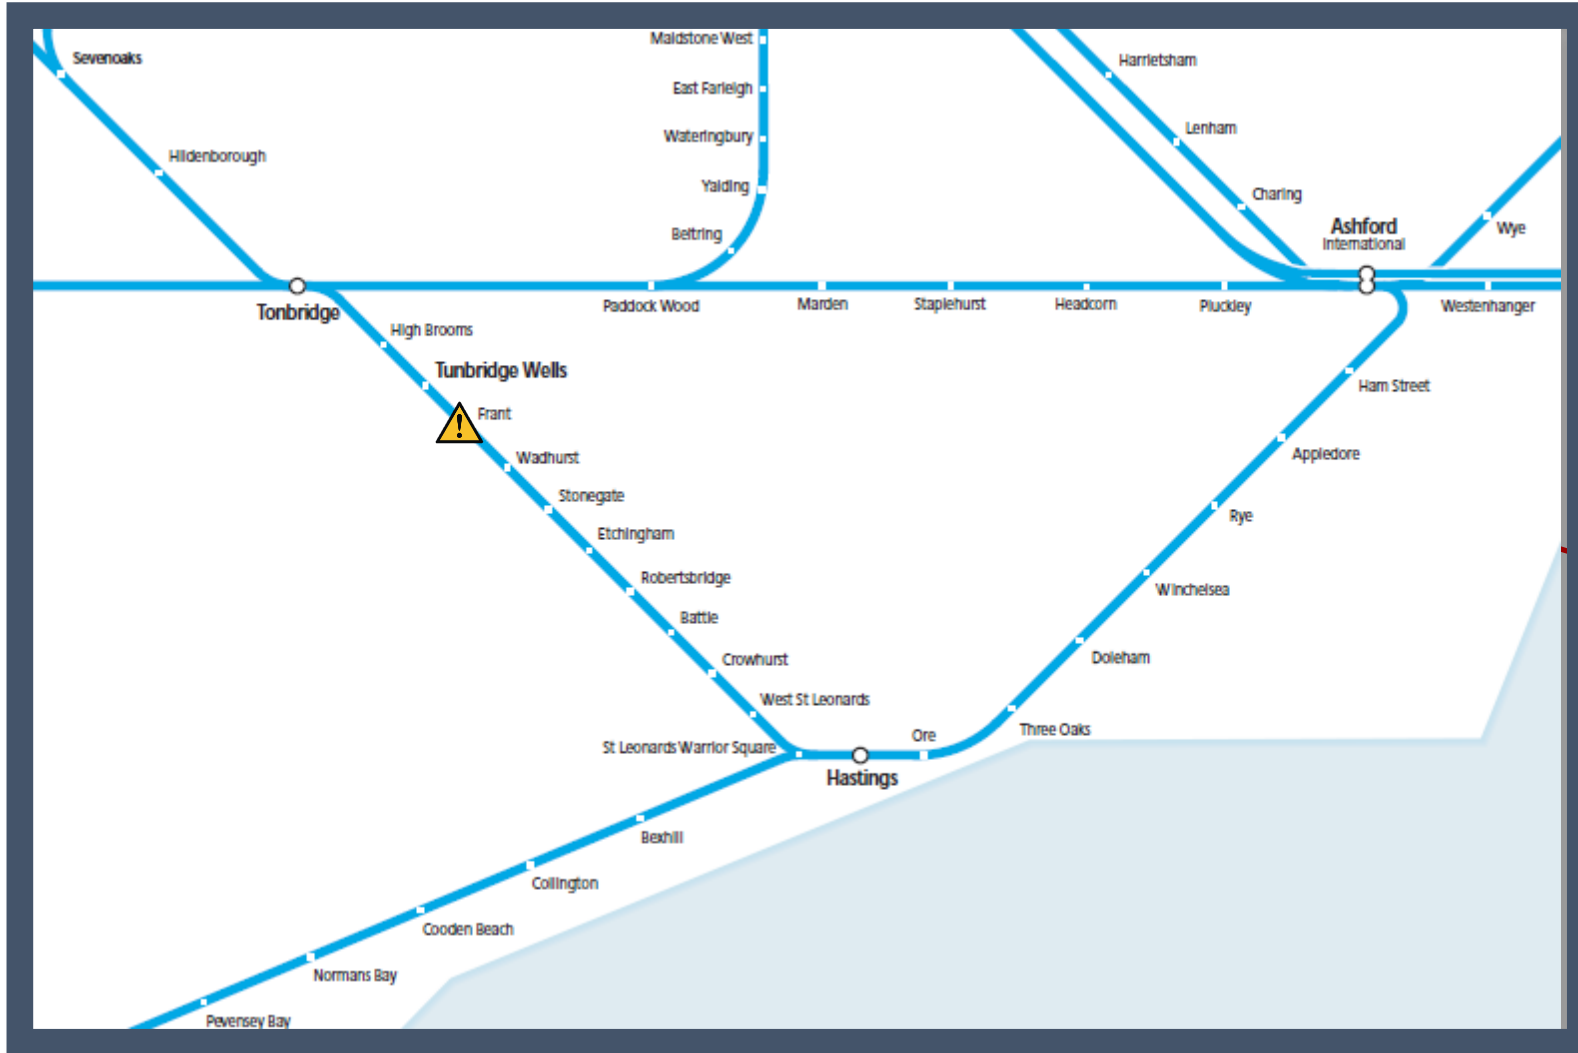 Sevenoaks
Maidstone West
Harrietsham
East Farleigh
Lenham
Wateringbury
Hildenborough
Yalding
Charing
Beltring
Ashford
International
Wye
Tonbridge
Paddock Wood
Marden
Staplehurst
Headcorn
Pluckley
Westenhanger
High Brooms
Tunbridge Wells
Ham Street
Frant
Wadhurst
Appledore
Stonegate
Rye
Etchingham
Robertsbridge
Winchelsea
Battle
Crowhurst
Doleham
West St Leonards
Three Oaks
Ore
St Leonards Warrior Square
Hastings
Bexhill
Collington
Cooden Beach
Normans Bay
Pevensey Bay